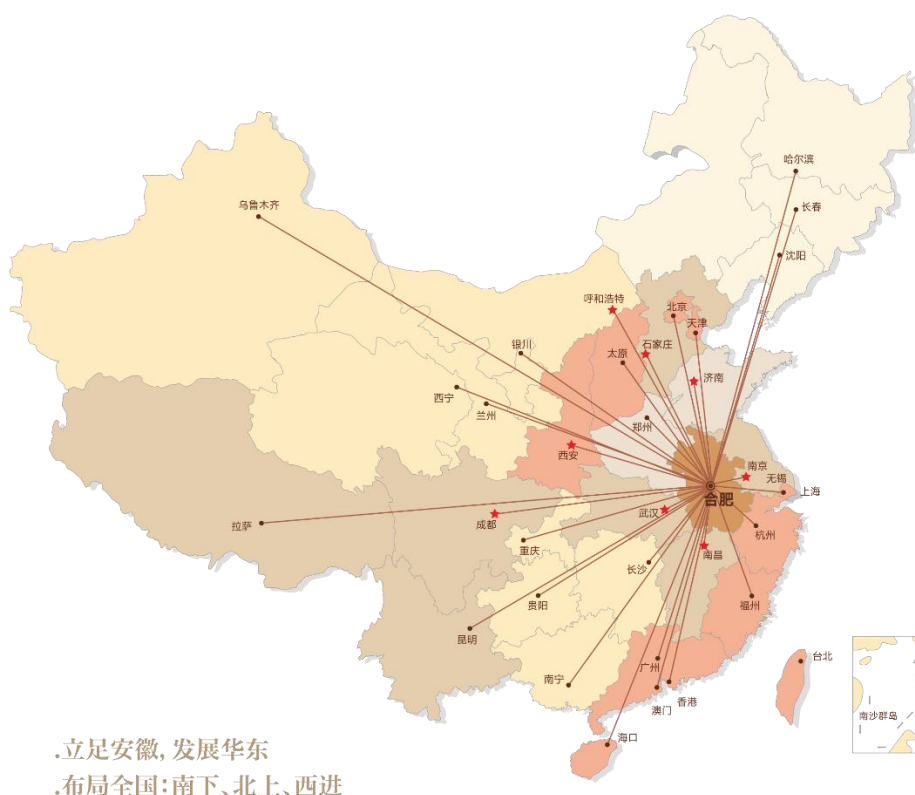 哈尔滨
乌鲁木齐
长春
沈阳
呼和浩特
北京
天津
银川
太原
石家庄
济南
西宁
兰州
郑州
西安
南京
无锡
上海
合肥
拉萨
成都
武汉
杭州
重庆
南昌
长沙
贵阳
福州
昆明
广州
台北
南宁
香港
澳门
南沙群岛
海口
.立足安徽, 发展华东
.布局全国:南下、北上、西进